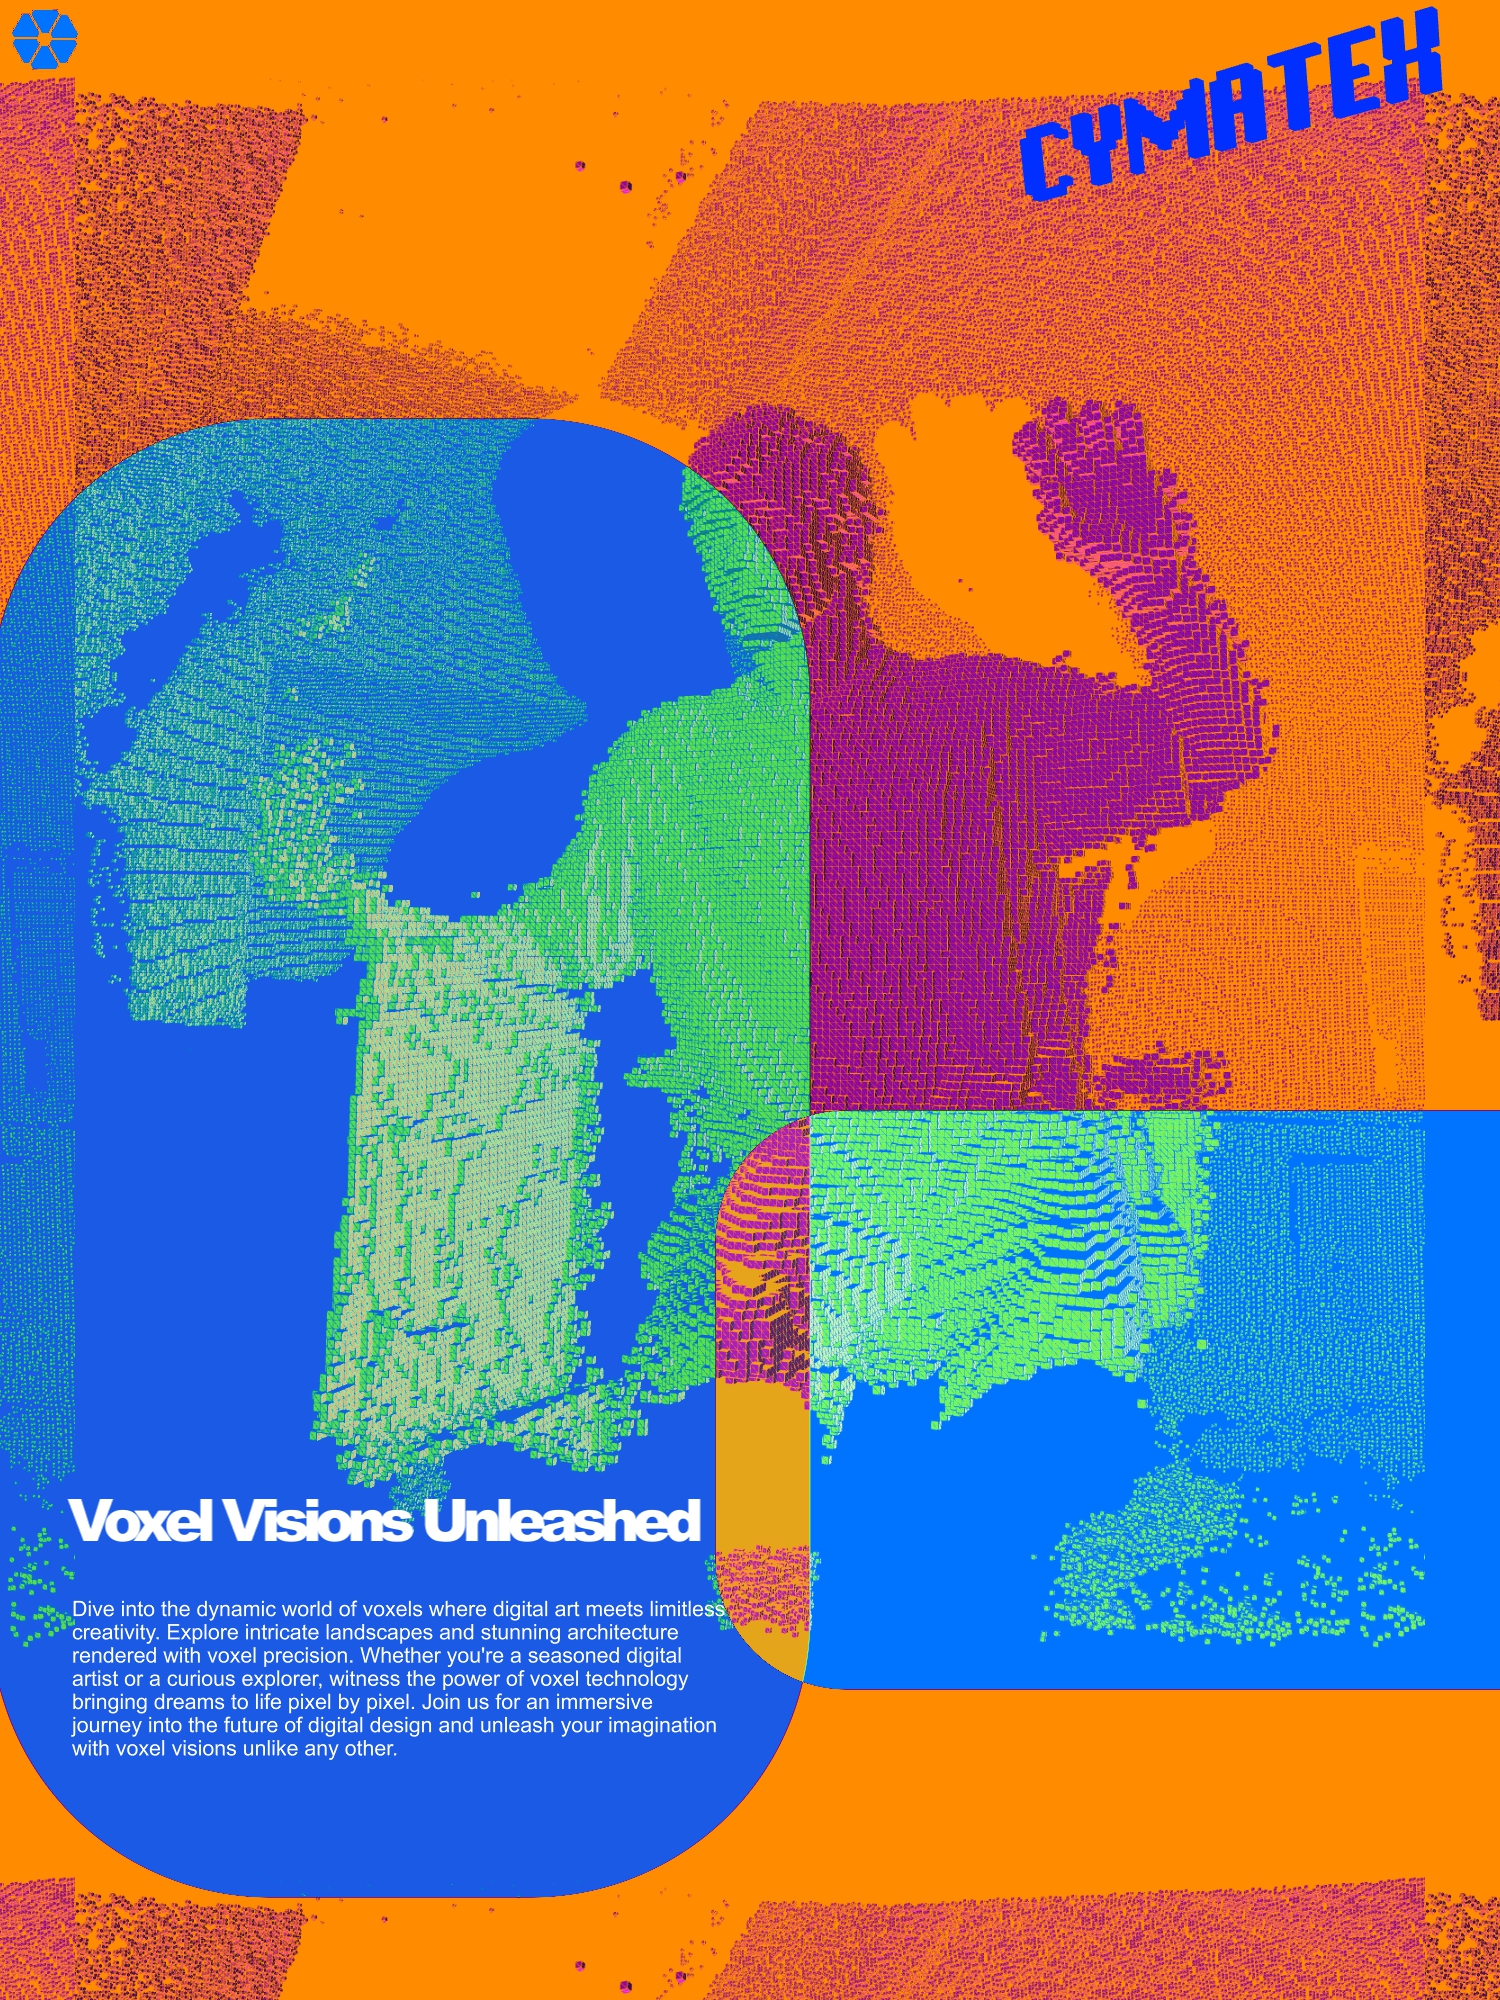 CYMATEX
Voxel Visions Unleashed
Dive into the dynamic world of voxels where digital art meets limitless
creativity. Explore intricate landscapes and stunning architecture
rendered with voxel precision. Whether you're a seasoned digital
artist or a curious explorer, witness the power of voxel technology
bringing dreams to life pixel by pixel. Join us for an immersive
journey into the future of digital design and unleash your imagination
with voxel visions unlike any other.